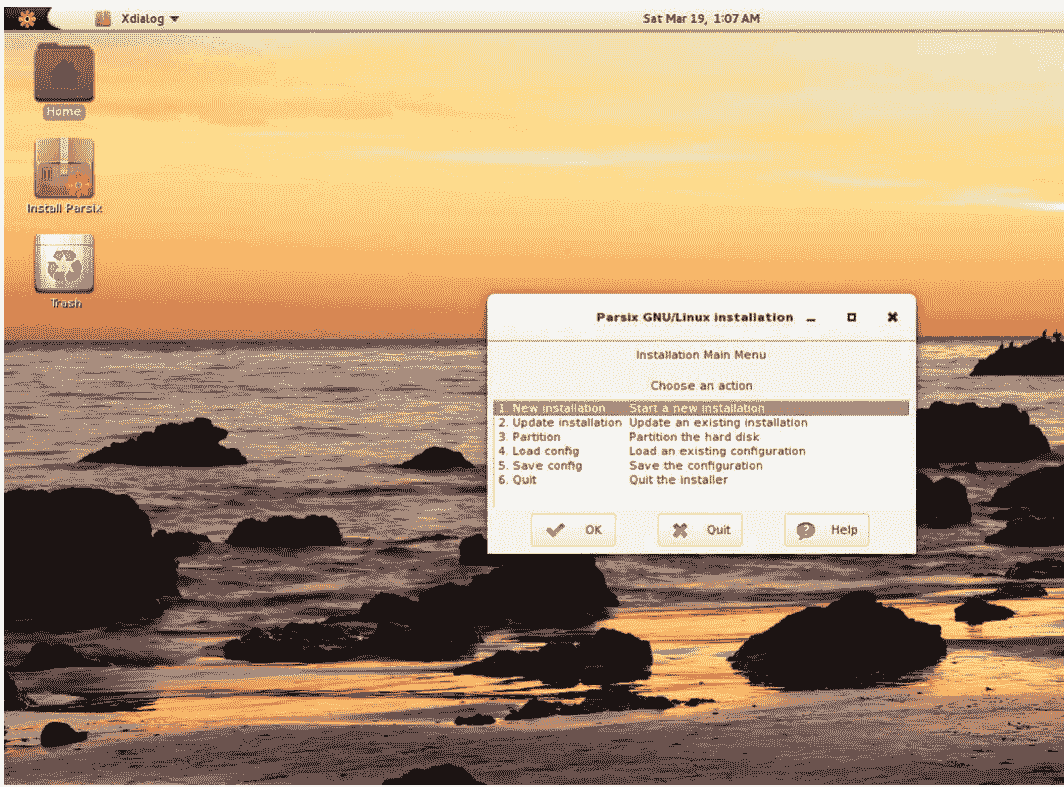 Xdialog
Sat Mar 19, 1:07 AM
Home
Install Parsix
Trash
Parsix GNU/Linux installation
Installation Main Menu
Choose an action
1. New installation Start a new installation
2. Update installation Update an existing installation
3. Partition Partition the hard disk
4. Load config Load an existing configuration
5. Save config Save the configuration
6. Quit Quit the installer
OK Quit Help